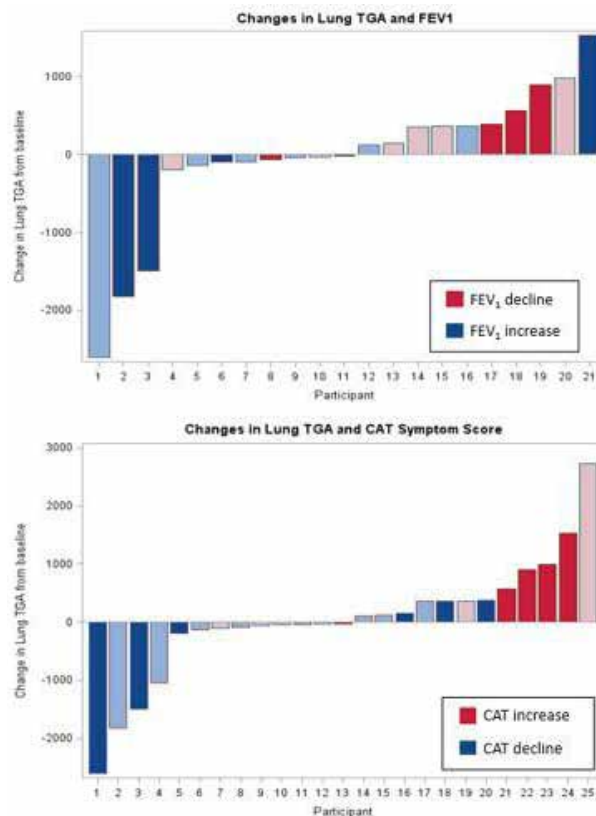 Changes in Lung TGA and FEV1
Change in Lung TGA from baseline
1000
0
-1000
-2000
FEV₁ decline
FEV₁ increase
1 2 3 4 5 6 7 8 9 10 11 12 13 14 15 16 17 18 19 20 21
Participant
Changes in Lung TGA and CAT Symptom Score
Change in Lung TGA from baseline
3000
2000
1000
0
-1000
-2000
CAT increase
CAT decline
1 2 3 4 5 6 7 8 9 10 11 12 13 14 15 16 17 18 19 20 21 22 23 24 25
Participant